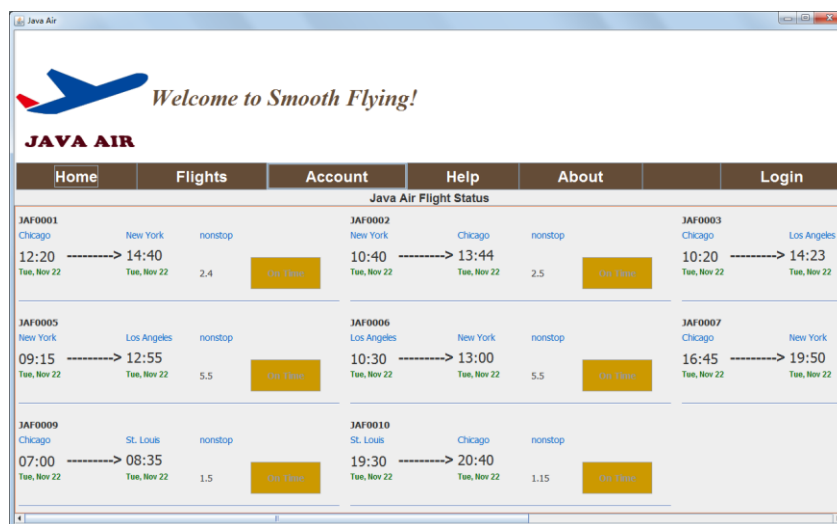 Java Air
Welcome to Smooth Flying!
JAVA AIR
Home Flights Account Help About Login
Java Air Flight Status
JAF0001 JAF0002 JAF0003
Chicago New York nonstop New York Chicago nonstop Chicago Los Angeles
12:20 ---------> 14:40 10:40 ---------> 13:44 10:20 ---------> 14:23
Tue, Nov 22 Tue, Nov 22 2.4 Tue, Nov 22 Tue, Nov 22 2.5 Tue, Nov 22 Tue, Nov 22
JAF0005 JAF0006 JAF0007
New York Los Angeles nonstop Los Angeles New York nonstop Chicago New York
09:15 ---------> 12:55 10:30 ---------> 13:00 16:45 ---------> 19:50
Tue, Nov 22 Tue, Nov 22 5.5 Tue, Nov 22 Tue, Nov 22 5.5 Tue, Nov 22 Tue, Nov 22
JAF0009 JAF0010
Chicago St. Louis nonstop St. Louis Chicago nonstop
07:00 ---------> 08:35 19:30 ---------> 20:40
Tue, Nov 22 Tue, Nov 22 1.5 Tue, Nov 22 Tue, Nov 22 1.15